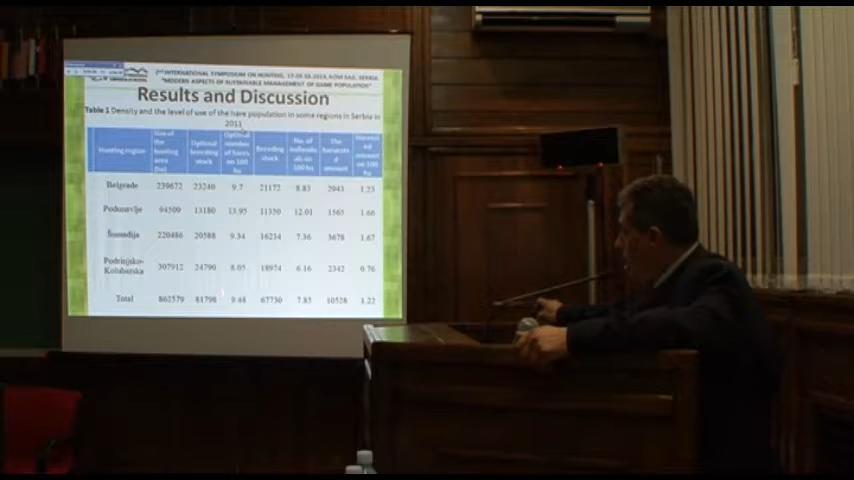 2nd INTERNATIONAL SYMPOSIUM ON HUNTING, 17-20.10.2013, NOVI SAD, SERBIA
"MODERN ASPECTS OF SUSTAINABLE MANAGEMENT OF GAME POPULATION"
Results and Discussion
Table 1 Density and the level of use of the hare population in some regions in Serbia in
2011
Hunting region Size of the hunting area (ha) Optimal breeding stock Optimal number of hares on 100 ha Breeding stock No. of individuals on 100 ha The harvested amount Harvested amount on 100 ha
Belgrade 239672 23240 9.7 21172 8.83 2943 1.23
Podunavlje 94509 13180 13.95 11350 12.01 1565 1.66
Šumadija 220486 20588 9.34 16234 7.36 3678 1.67
Podrinjsko-
Kolubarska 307912 24790 8.05 18974 6.16 2342 0.76
Total 862579 81798 9.48 67730 7.85 10528 1.22